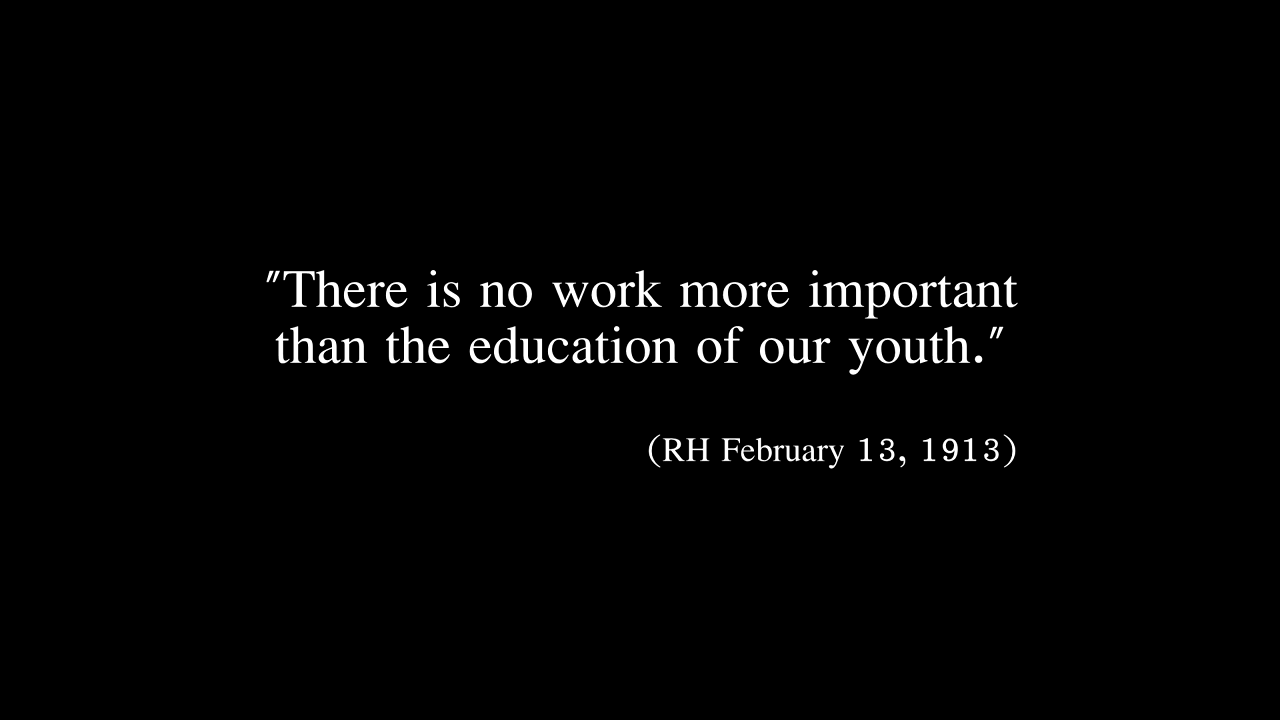 "There is no work more important
than the education of our youth."
(RH February 13, 1913)